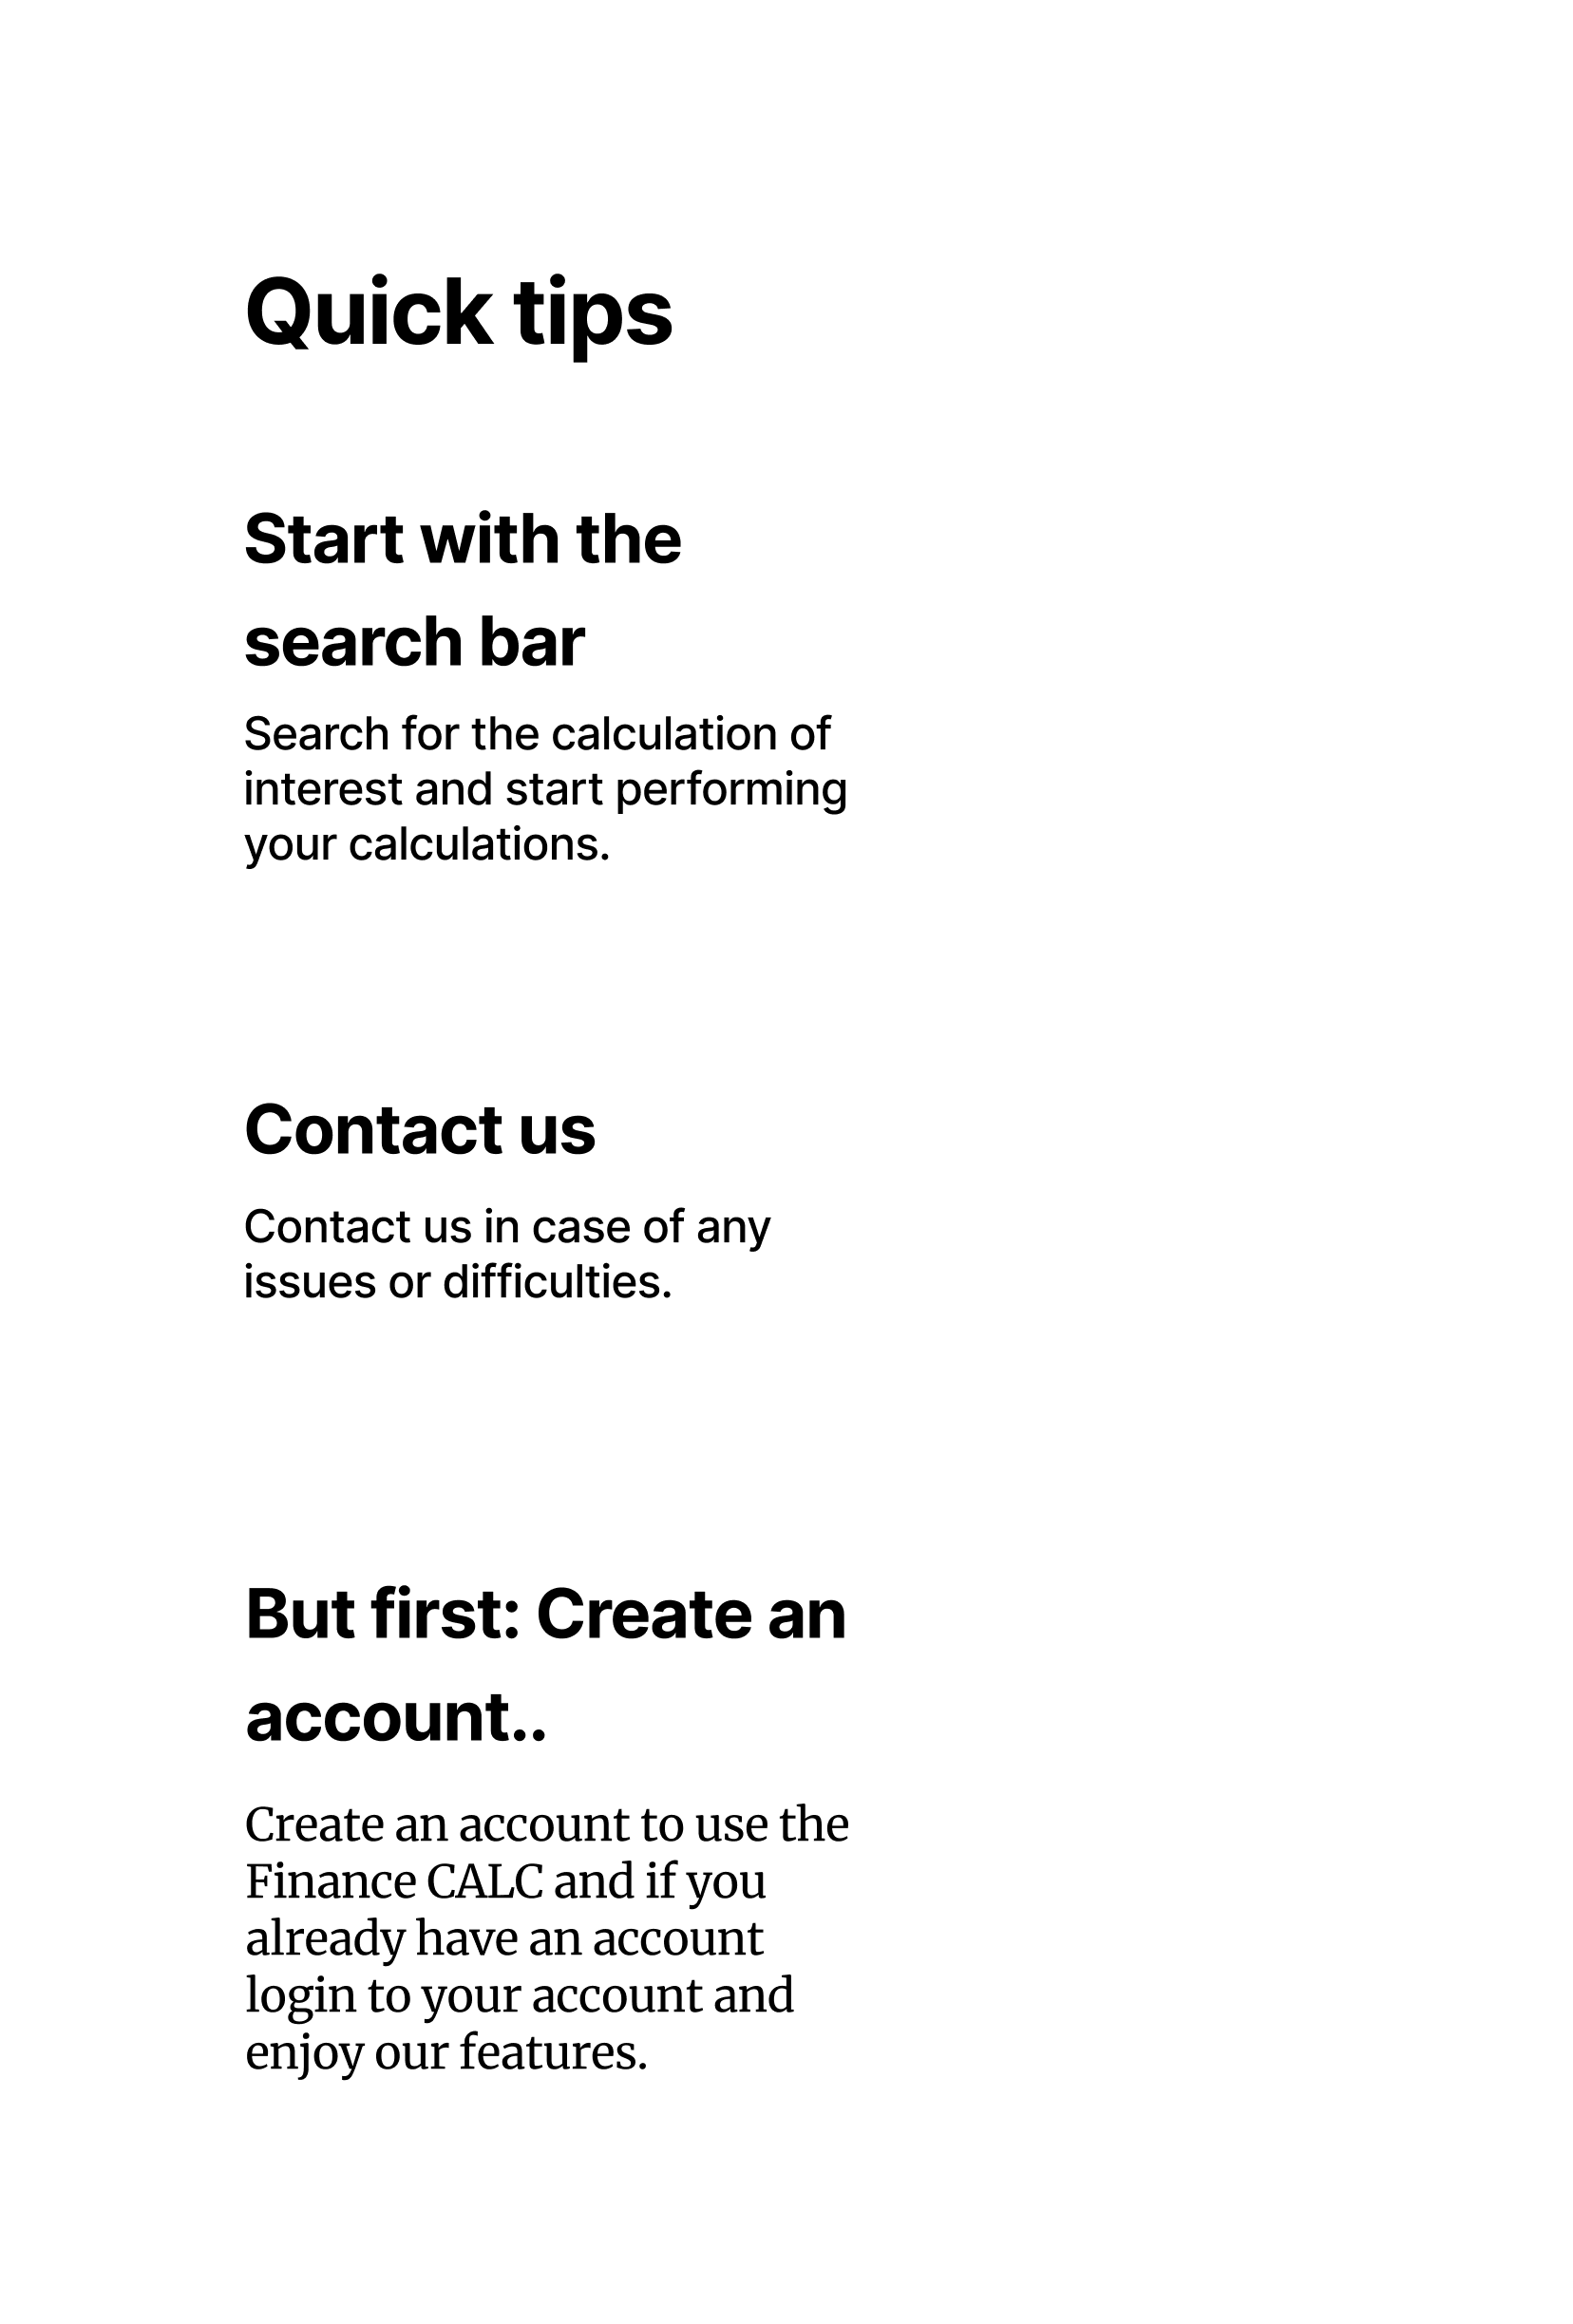 Quick tips
Start with the
search bar
Search for the calculation of
interest and start performing
your calculations.
Contact us
Contact us in case of any
issues or difficulties.
But first: Create an
account..
Create an account to use the
Finance CALC and if you
already have an account
login to your account and
enjoy our features.